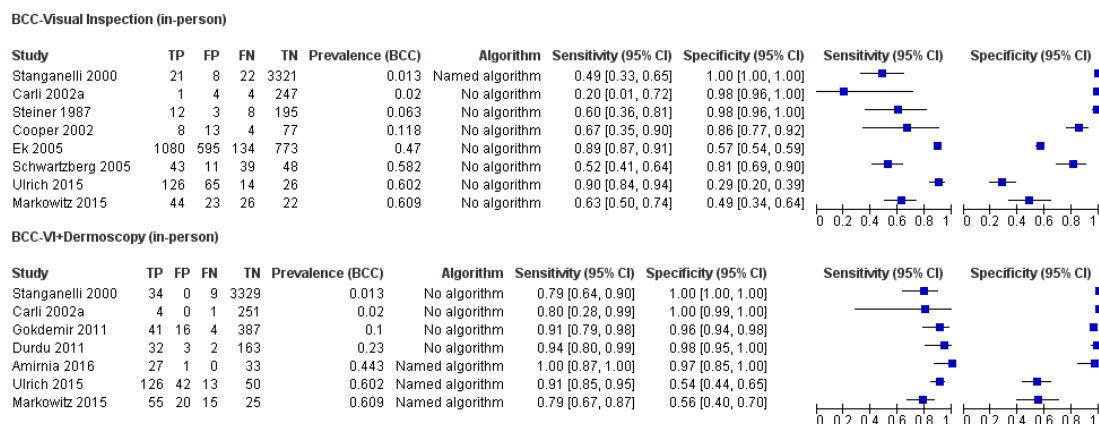 BCC-Visual Inspection (in-person)
Study TP FP FN TN Prevalence (BCC) Algorithm Sensitivity (95% CI) Specificity (95% CI) Sensitivity (95% CI) Specificity (95% CI)
Stanganelli 2000 21 8 22 3321 0.013 Named algorithm 0.49 [0.33, 0.65] 1.00 [1.00, 1.00]
Carli 2002a 1 4 4 247 0.02 No algorithm 0.20 [0.01, 0.72] 0.98 [0.96, 1.00]
Steiner 1987 12 3 8 195 0.063 No algorithm 0.60 [0.36, 0.81] 0.98 [0.96, 1.00]
Cooper 2002 8 13 4 77 0.118 No algorithm 0.67 [0.35, 0.90] 0.86 [0.77, 0.92]
Ek 2005 1080 595 134 773 0.47 No algorithm 0.89 [0.87, 0.91] 0.57 [0.54, 0.59]
Schwartzberg 2005 43 11 39 48 0.582 No algorithm 0.52 [0.41, 0.64] 0.81 [0.69, 0.90]
Ulrich 2015 126 65 14 26 0.602 No algorithm 0.90 [0.84, 0.94] 0.29 [0.20, 0.39]
Markowitz 2015 44 23 26 22 0.609 No algorithm 0.63 [0.50, 0.74] 0.49 [0.34, 0.64]
0 0.2 0.4 0.6 0.8 1 0 0.2 0.4 0.6 0.8 1
BCC-VI+Dermoscopy (in-person)
Study TP FP FN TN Prevalence (BCC) Algorithm Sensitivity (95% CI) Specificity (95% CI) Sensitivity (95% CI) Specificity (95% CI)
Stanganelli 2000 34 0 9 3329 0.013 No algorithm 0.79 [0.64, 0.90] 1.00 [1.00, 1.00]
Carli 2002a 4 0 1 251 0.02 No algorithm 0.80 [0.28, 0.99] 1.00 [0.99, 1.00]
Gokdemir 2011 41 16 4 387 0.1 No algorithm 0.91 [0.79, 0.98] 0.96 [0.94, 0.98]
Durdu 2011 32 3 2 163 0.23 No algorithm 0.94 [0.80, 0.99] 0.98 [0.95, 1.00]
Amirnia 2016 27 1 0 33 0.443 Named algorithm 1.00 [0.87, 1.00] 0.97 [0.85, 1.00]
Ulrich 2015 126 42 13 50 0.602 Named algorithm 0.91 [0.85, 0.95] 0.54 [0.44, 0.65]
Markowitz 2015 55 20 15 25 0.609 Named algorithm 0.79 [0.67, 0.87] 0.56 [0.40, 0.70]
0 0.2 0.4 0.6 0.8 1 0 0.2 0.4 0.6 0.8 1